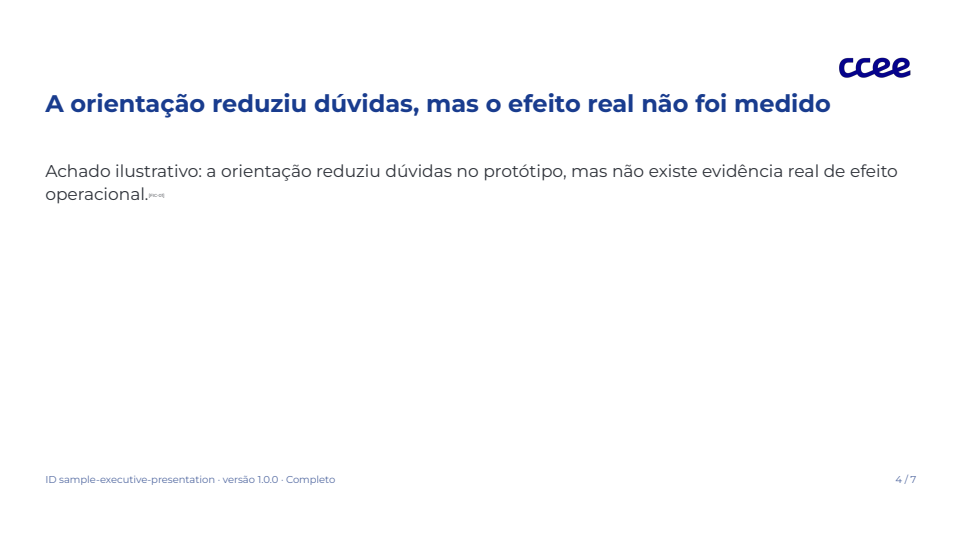 ccee
A orientação reduziu dúvidas, mas o efeito real não foi medido
Achado ilustrativo: a orientação reduziu dúvidas no protótipo, mas não existe evidência real de efeito
operacional.
ID sample-executive-presentation · versão 1.0.0 · Completo
4 / 7